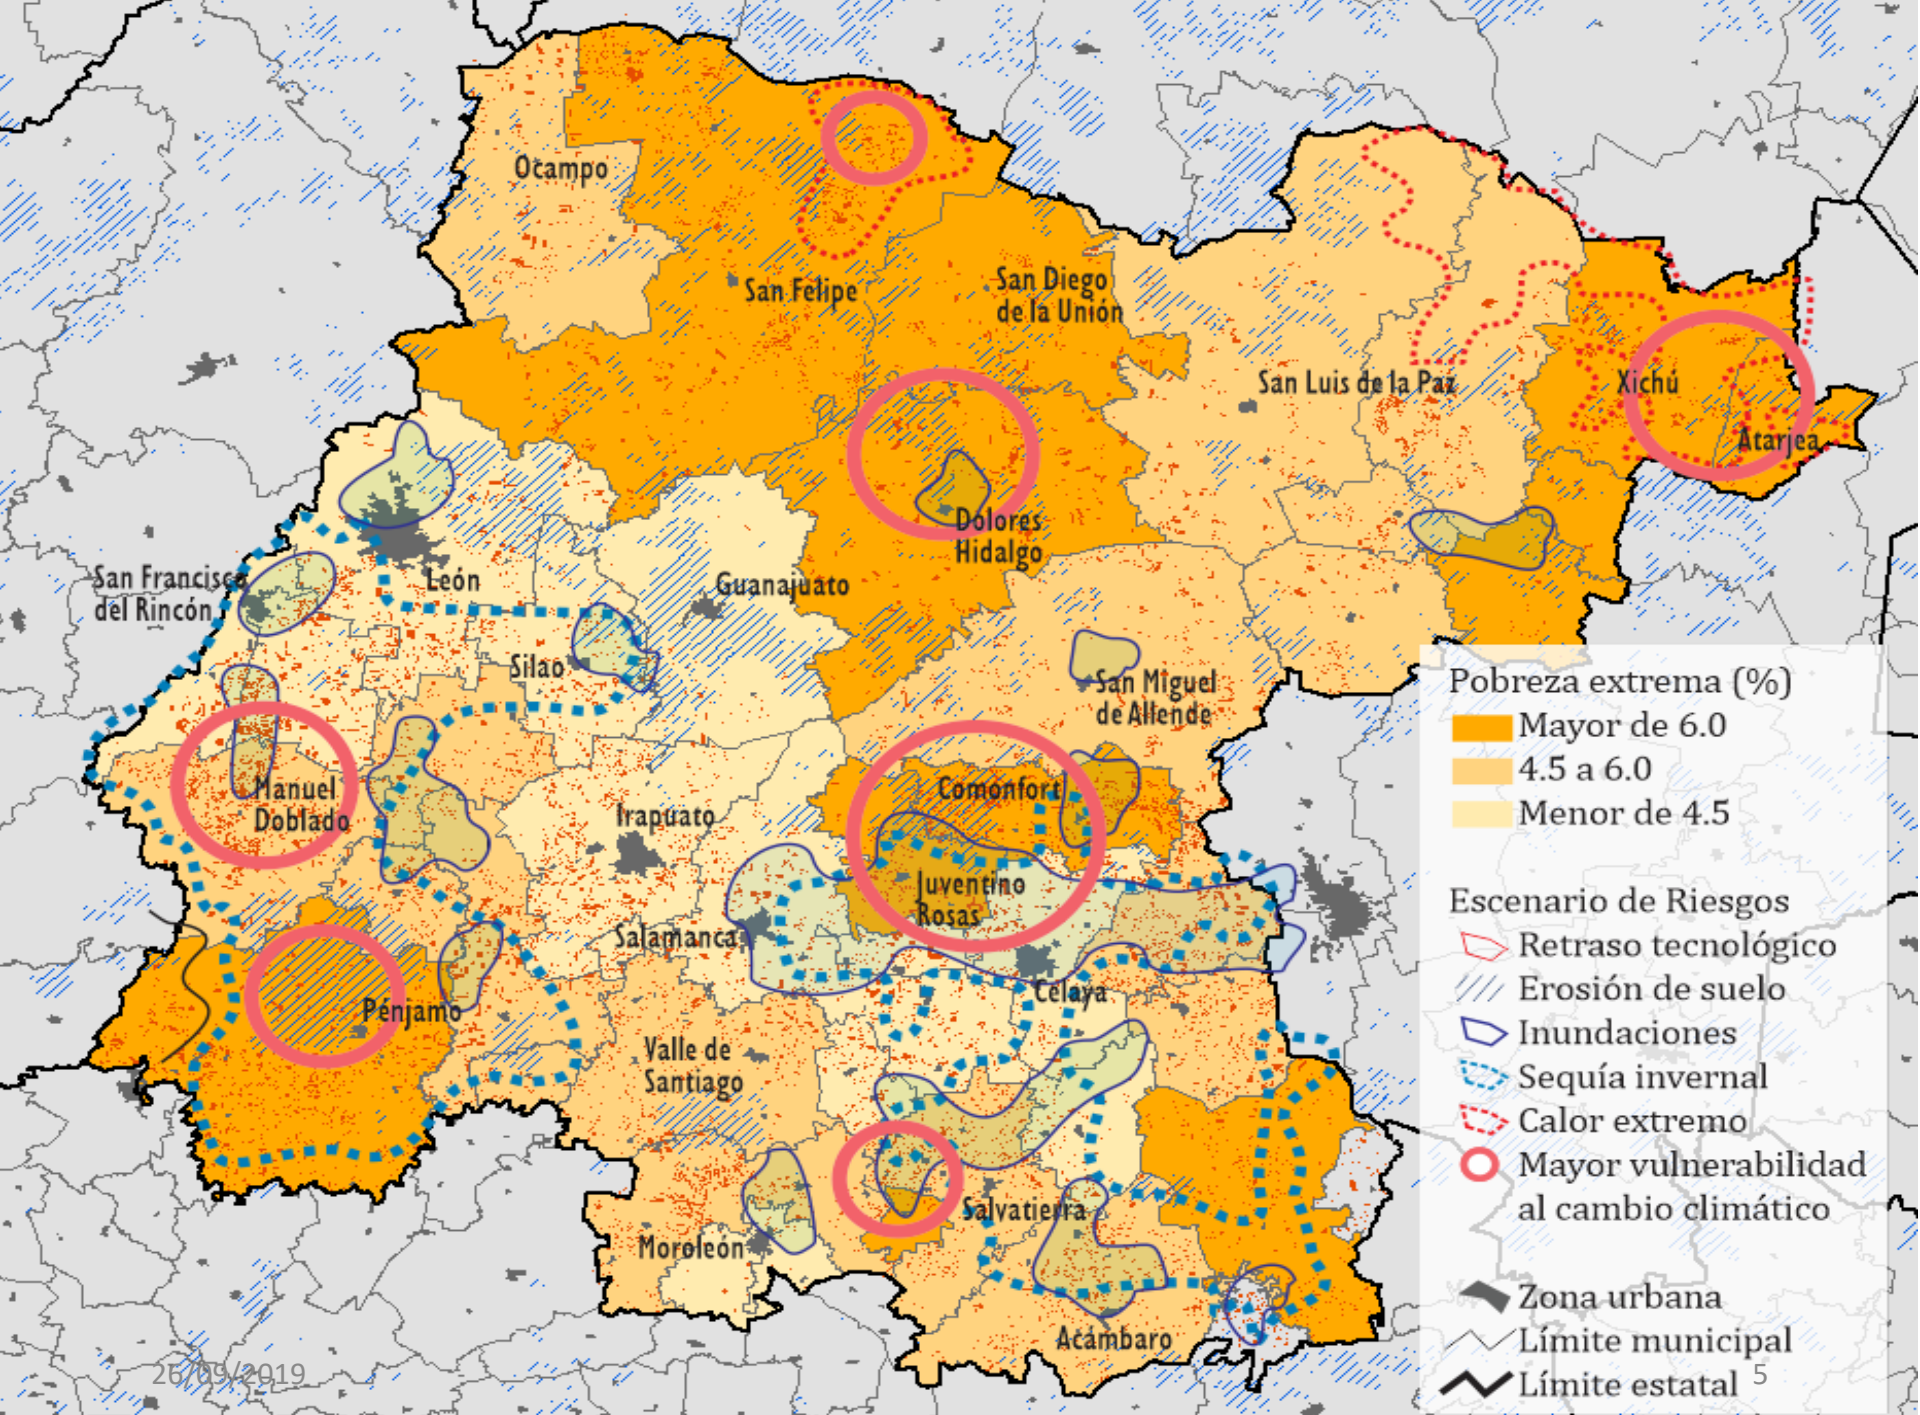 Ocampo
San Felipe
San Diego
de la Unión
San Luis de la Paz
Xichú
Atarjea
Dolores
Hidalgo
San Francisco
del Rincón
León
Guanajuato
Silao
San Miguel
de Allende
Manuel
Doblado
Irapuato
Comonfort
Juventino
Rosas
Salamanca
Celaya
Pénjamo
Valle de
Santiago
Salvatierra
Moroleón
Acámbaro
26/09/2019
Pobreza extrema (%)
Mayor de 6.0
4.5 a 6.0
Menor de 4.5
Escenario de Riesgos
Retraso tecnológico
Erosión de suelo
Inundaciones
Sequía invernal
Calor extremo
Mayor vulnerabilidad
al cambio climático
Zona urbana
Límite municipal
Límite estatal
5